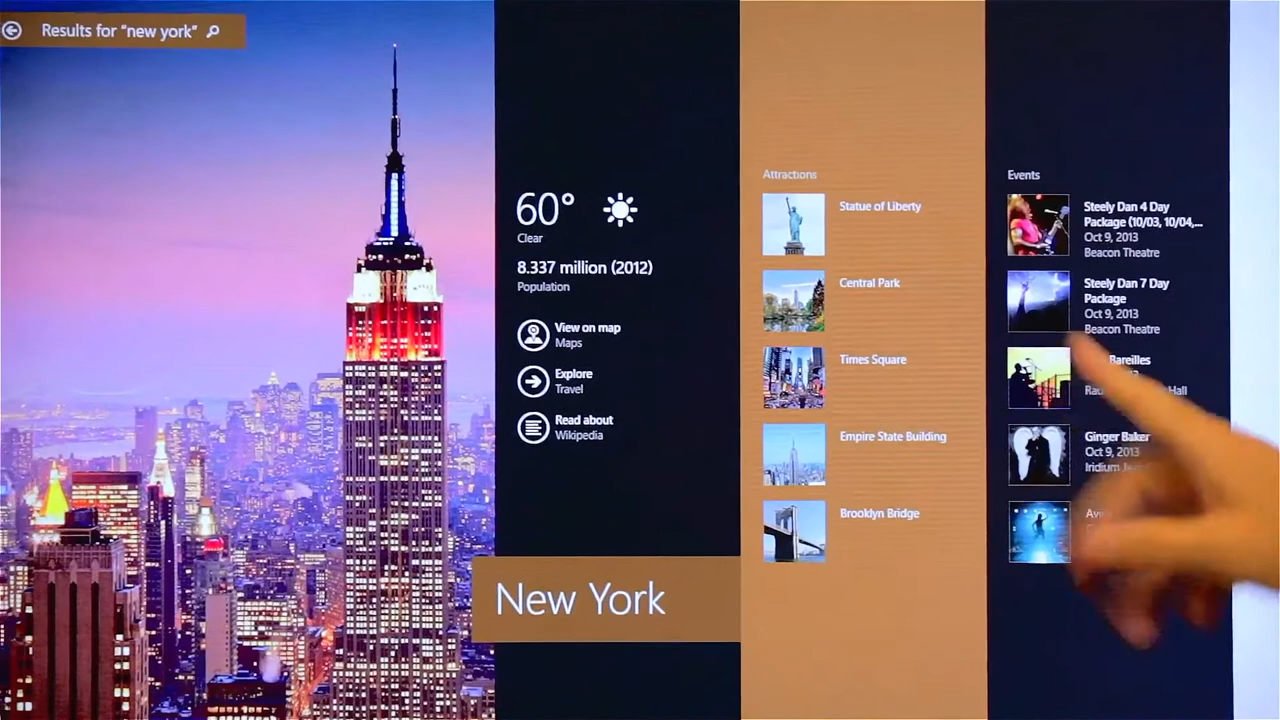 Results for "new york"
60°
Clear
8.337 million (2012)
Population
View on map
Maps
Explore
Travel
Read about
Wikipedia
New York
Attractions
Statue of Liberty
Central Park
Times Square
Empire State Building
Brooklyn Bridge
Events
Steely Dan 4 Day
Package (10/03, 10/04,...
Oct 9, 2013
Beacon Theatre
Steely Dan 7 Day
Package
Oct 9, 2013
Beacon Theatre
Bareilles
Hall
Ginger Baker
Oct 9, 2013
Iridium